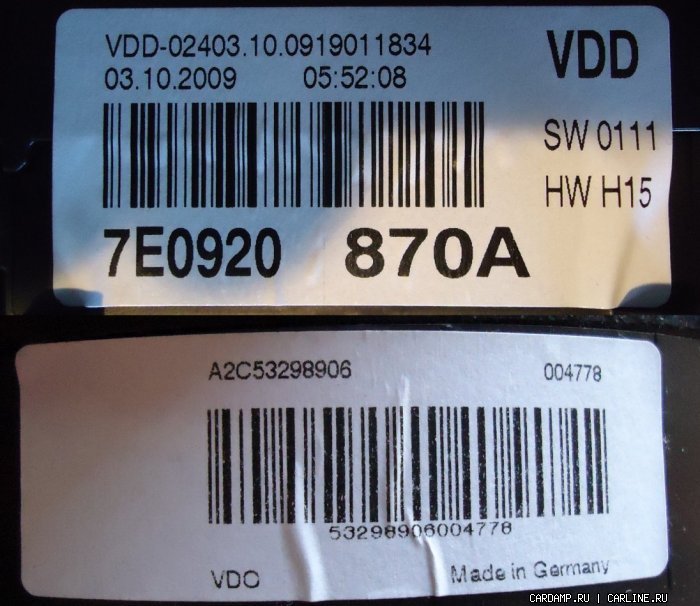 VDD-02403.10.0919011834
03.10.2009 05:52:08
VDD
SW 0111
HW H15
7E0920 870A
A2C53298906 004778
53298906004778
VDO Made in Germany
CARDAMP.RU | CARLINE.RU